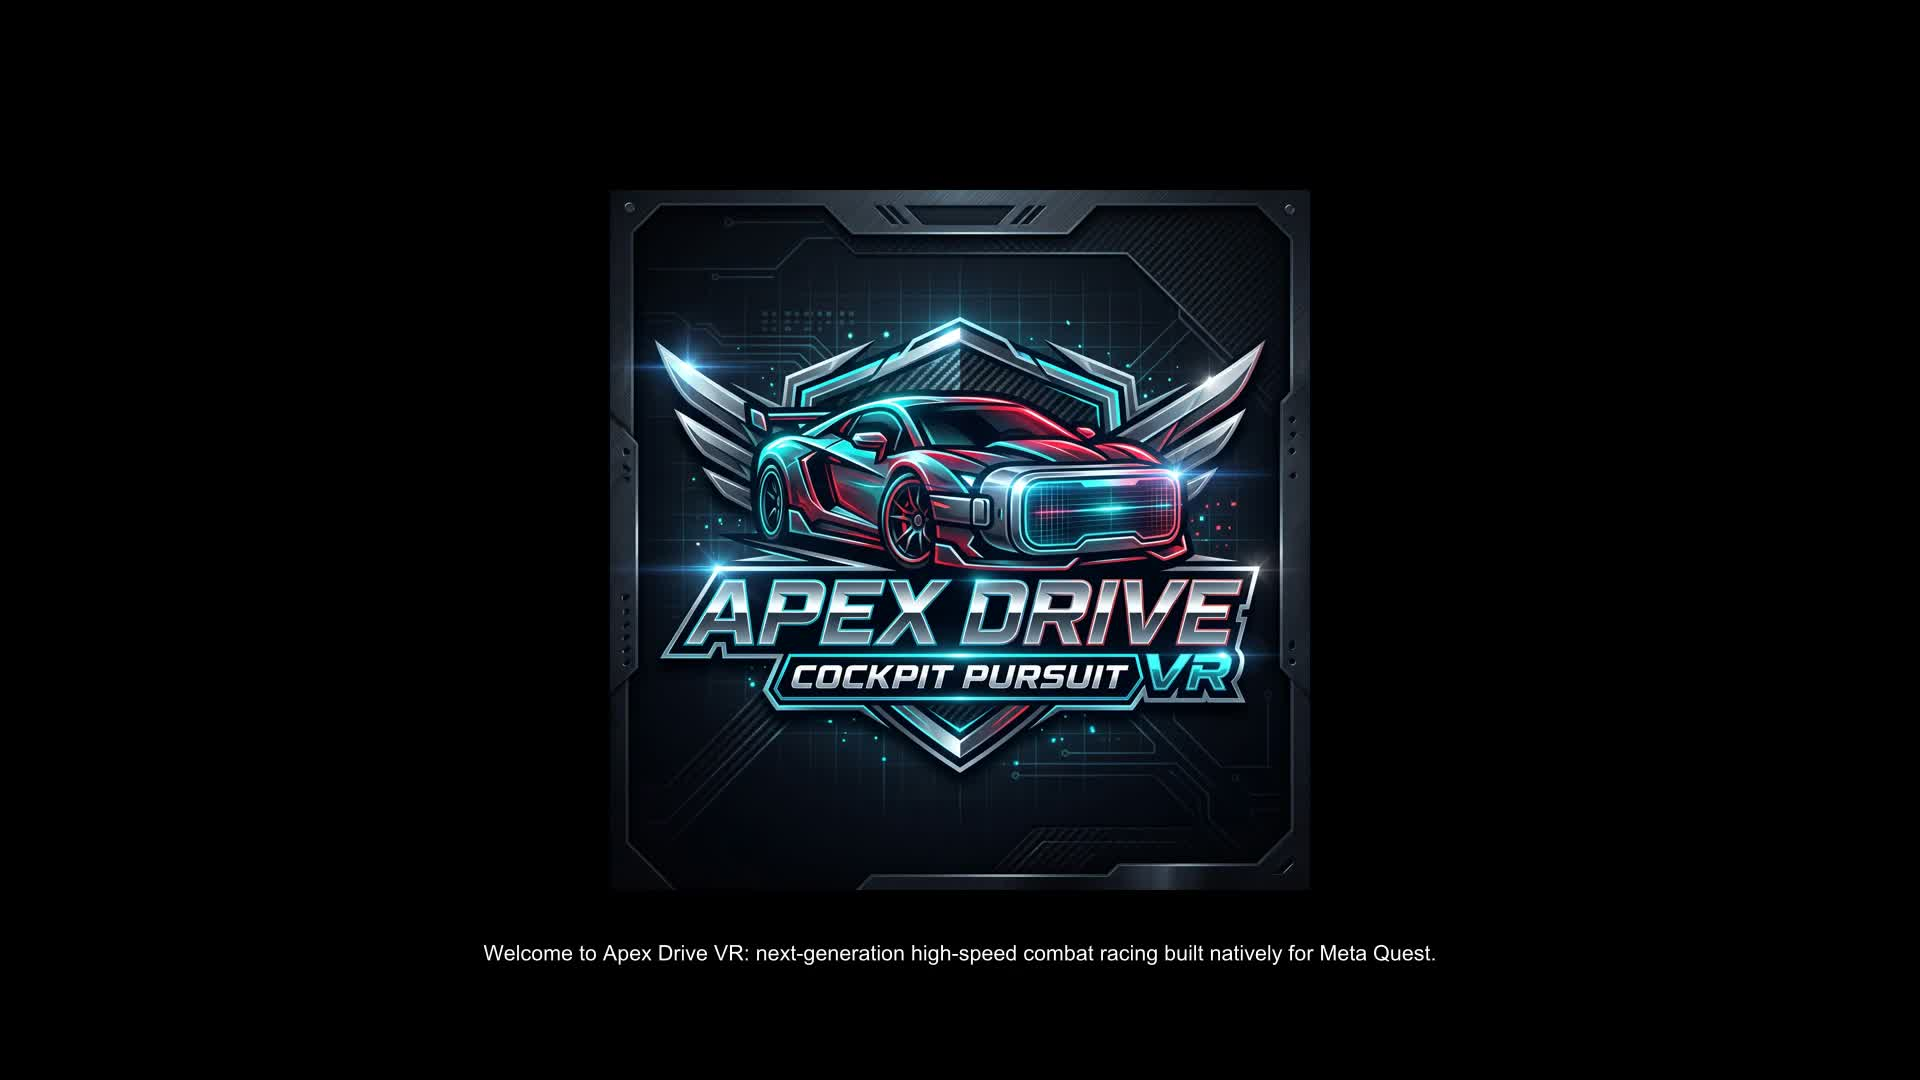 APEX DRIVE
COCKPIT PURSUIT VR
Welcome to Apex Drive VR: next-generation high-speed combat racing built natively for Meta Quest.